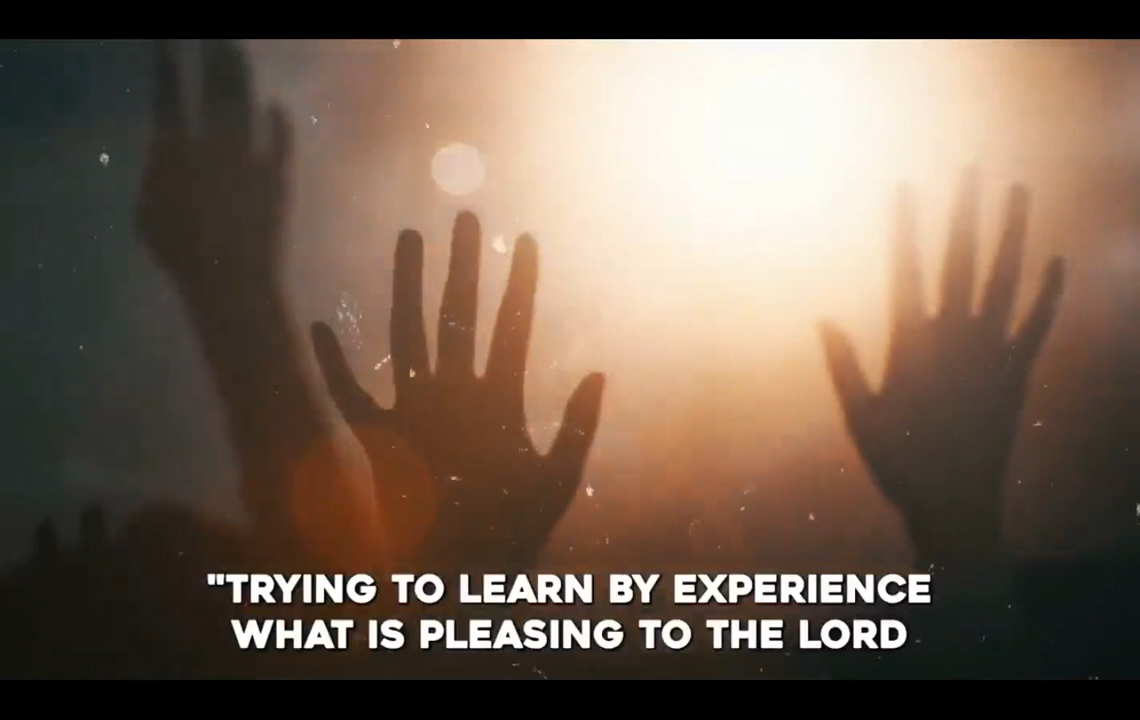 "TRYING TO LEARN BY EXPERIENCE
WHAT IS PLEASING TO THE LORD